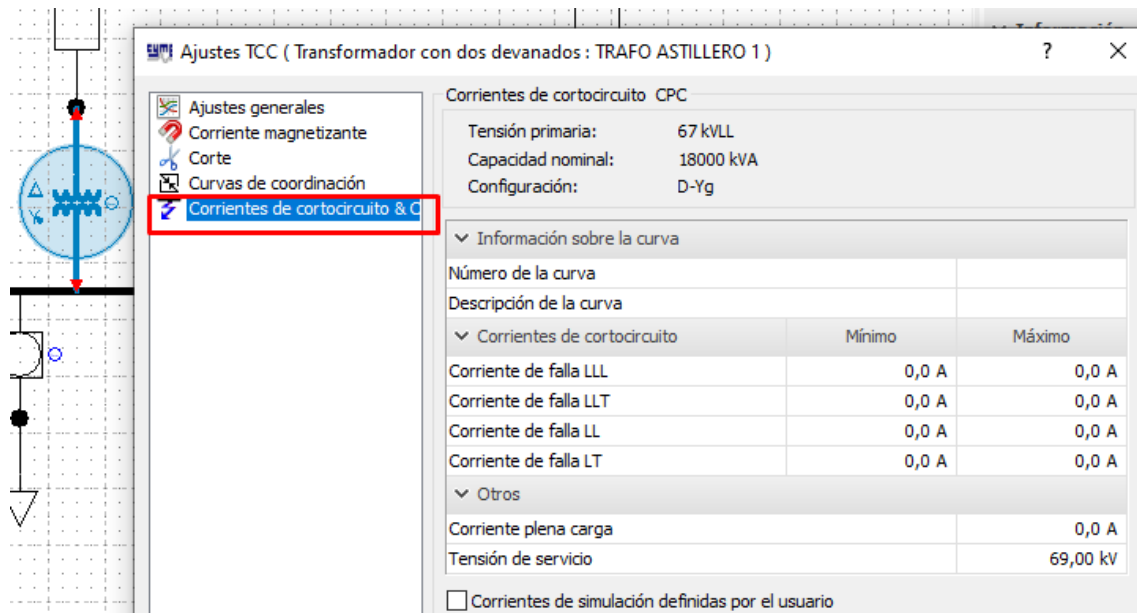 Ajustes TCC ( Transformador con dos devanados : TRAFO ASTILLERO 1 )
?
Ajustes generales
Corriente magnetizante
Corte
Curvas de coordinación
Corrientes de cortocircuito & C
Corrientes de cortocircuito CPC
Tensión primaria: 67 kVLL
Capacidad nominal: 18000 kVA
Configuración: D-Yg
Información sobre la curva
Número de la curva
Descripción de la curva
Corrientes de cortocircuito Mínimo Máximo
Corriente de falla LLL 0,0 A 0,0 A
Corriente de falla LLT 0,0 A 0,0 A
Corriente de falla LL 0,0 A 0,0 A
Corriente de falla LT 0,0 A 0,0 A
Otros
Corriente plena carga 0,0 A
Tensión de servicio 69,00 kV
Corrientes de simulación definidas por el usuario